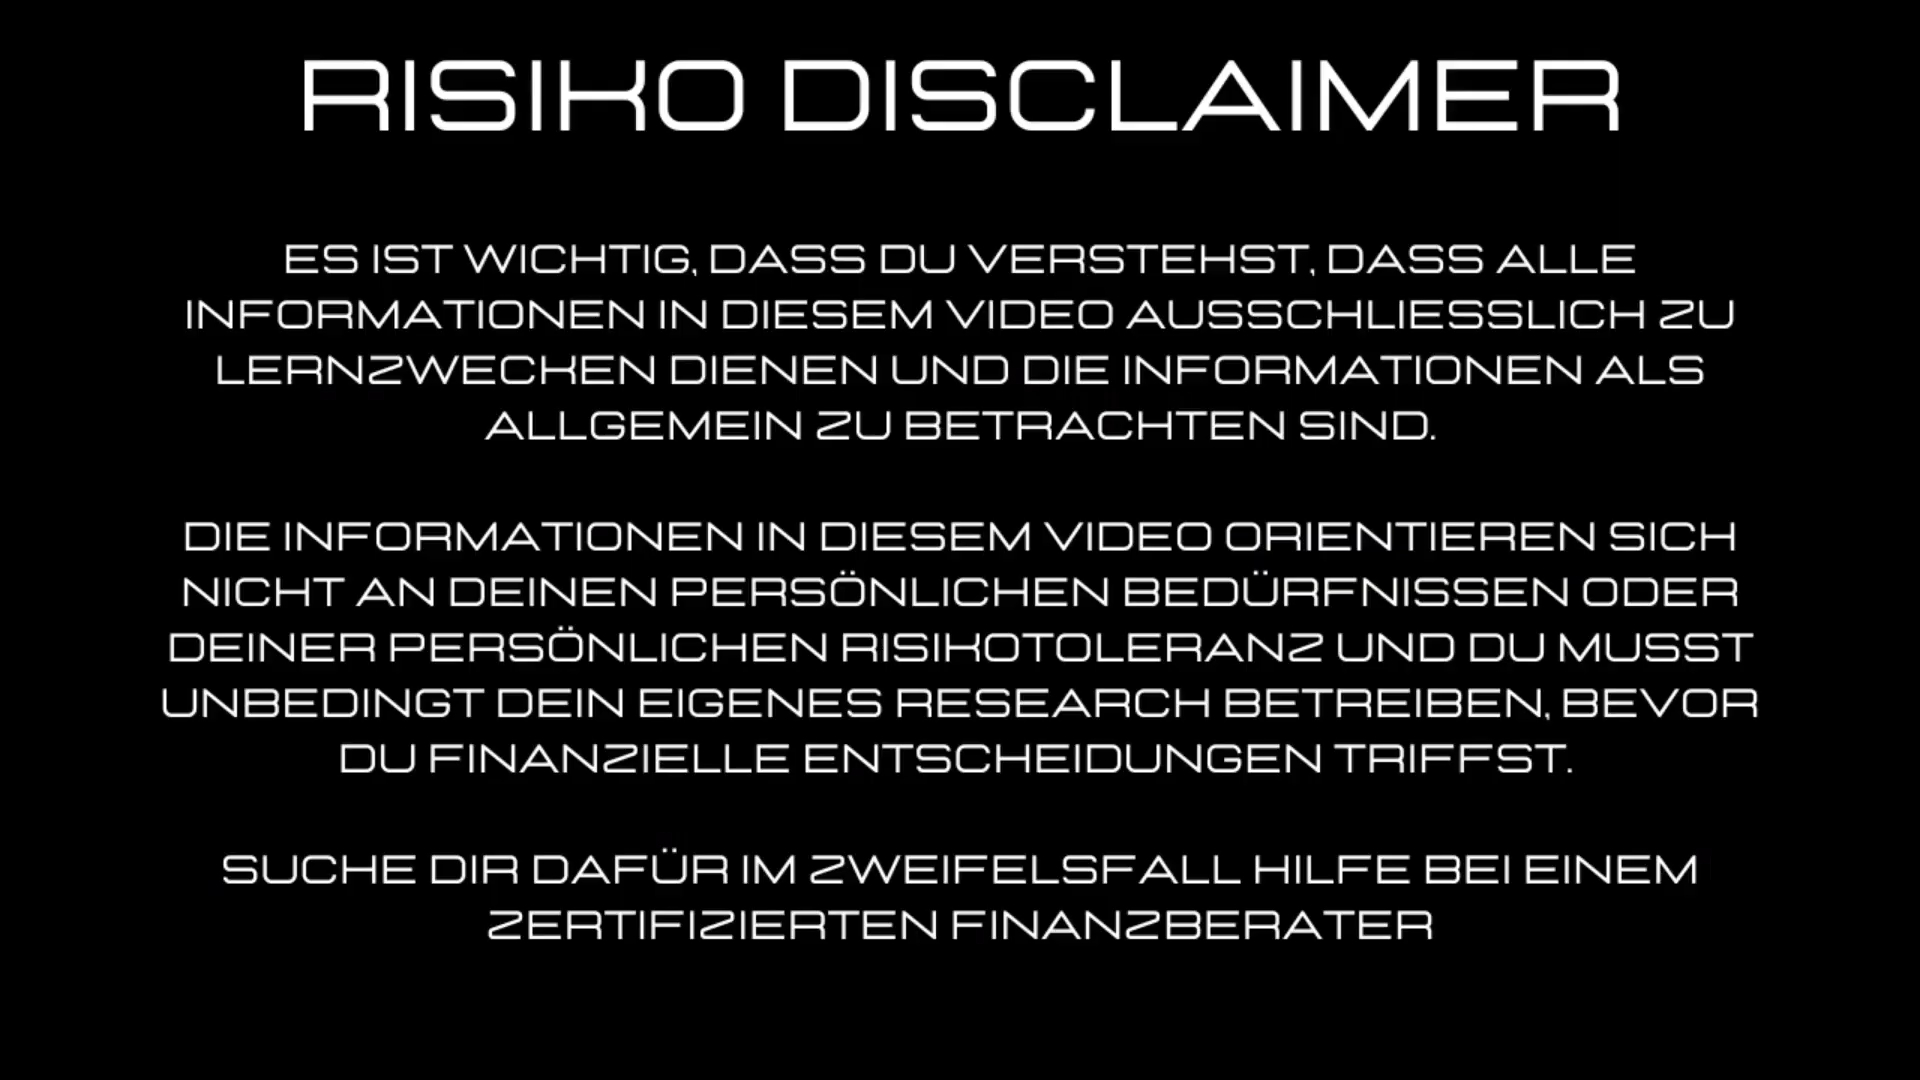 RISIKO DISCLAIMER
ES IST WICHTIG, DASS DU VERSTEHST, DASS ALLE
INFORMATIONEN IN DIESEM VIDEO AUSSCHLIESSLICH ZU
LERNZWECKEN DIENEN UND DIE INFORMATIONEN ALS
ALLGEMEIN ZU BETRACHTEN SIND.
DIE INFORMATIONEN IN DIESEM VIDEO ORIENTIEREN SICH
NICHT AN DEINEN PERSÖNLICHEN BEDÜRFNISSEN ODER
DEINER PERSÖNLICHEN RISIKOTOLERANZ UND DU MUSST
UNBEDINGT DEIN EIGENES RESEARCH BETREIBEN, BEVOR
DU FINANZIELLE ENTSCHEIDUNGEN TRIFFST.
SUCHE DIR DAFÜR IM ZWEIFELSFALL HILFE BEI EINEM
ZERTIFIZIERTEN FINANZBERATER